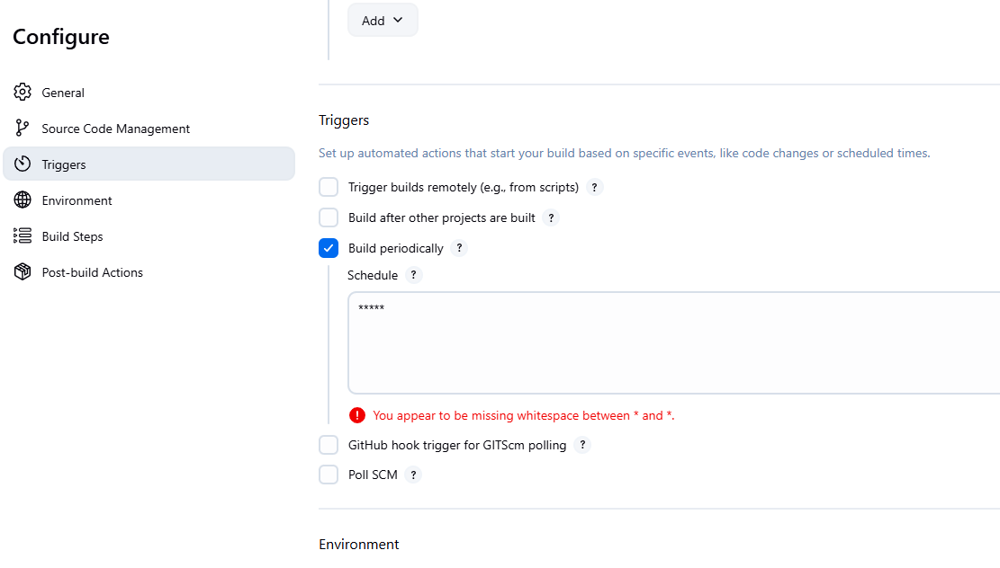 Configure
General
Source Code Management
Triggers
Environment
Build Steps
Post-build Actions
Add
Triggers
Set up automated actions that start your build based on specific events, like code changes or scheduled times.
Trigger builds remotely (e.g., from scripts) ?
Build after other projects are built ?
Build periodically ?
Schedule ?
*****
You appear to be missing whitespace between * and *.
GitHub hook trigger for GITScm polling ?
Poll SCM ?
Environment